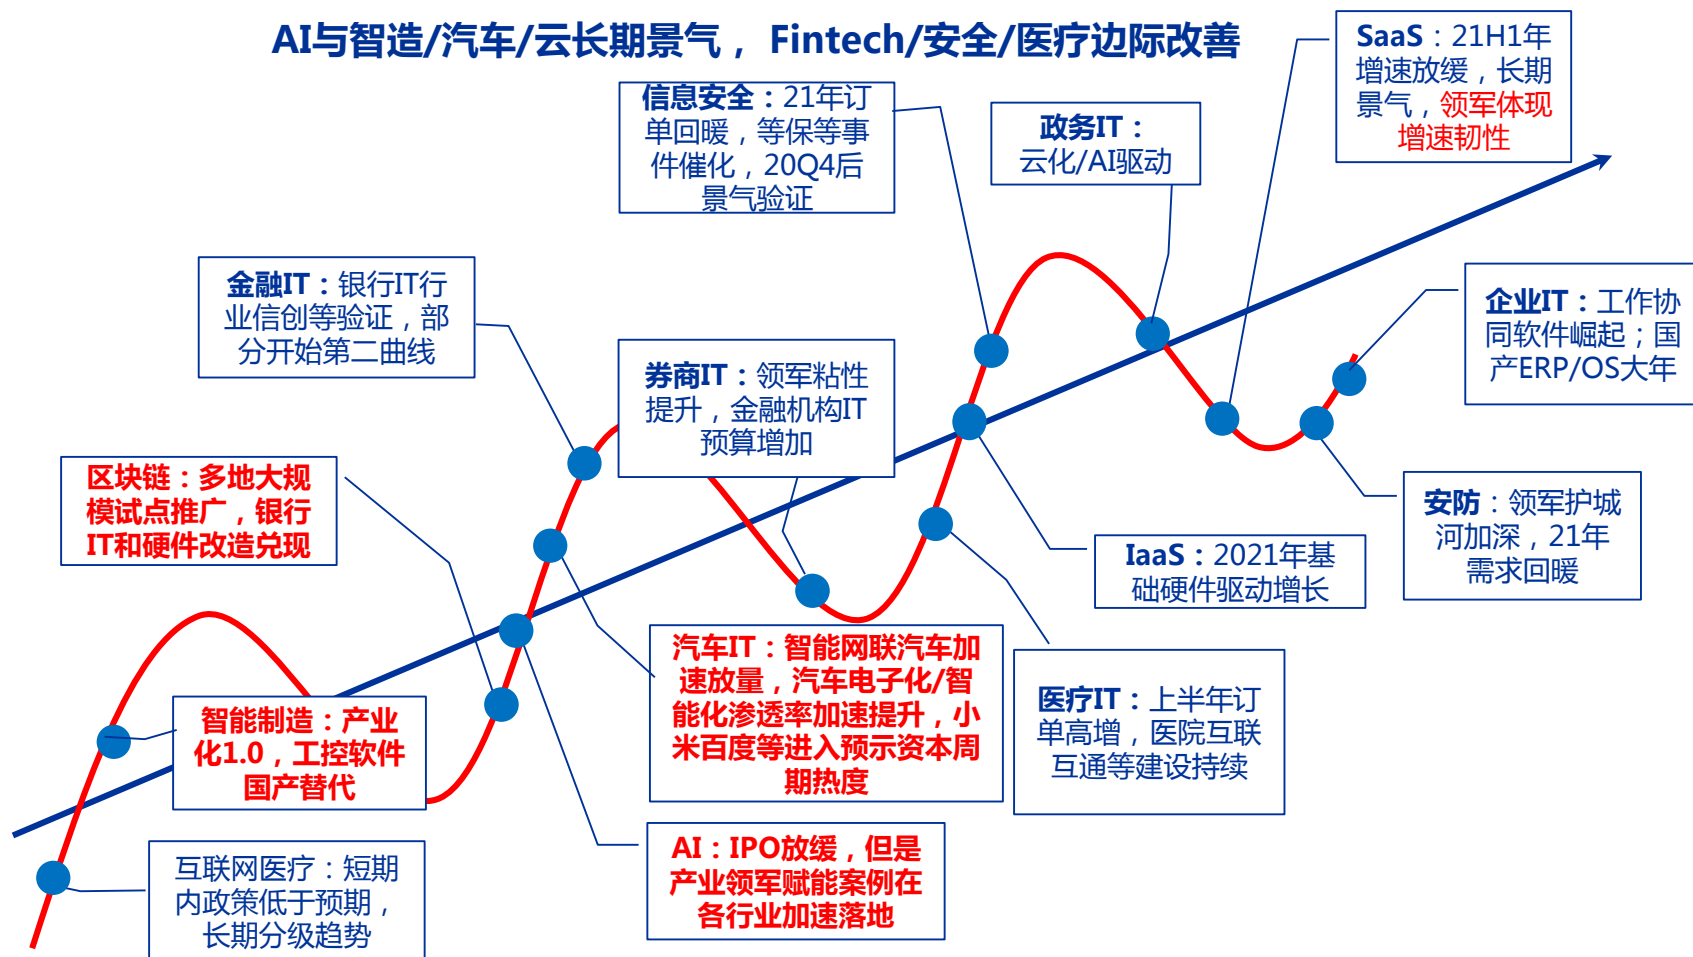 AI与智造/汽车/云长期景气，Fintech/安全/医疗边际改善
SaaS：21H1年
增速放缓，长期
景气，领军体现
增速韧性
信息安全：21年订
单回暖，等保等事
件催化，20Q4后
景气验证
政务IT：
云化/AI驱动
金融IT：银行IT行
业信创等验证，部
分开始第二曲线
企业IT：工作协
同软件崛起；国
产ERP/OS大年
券商IT：领军粘性
提升，金融机构IT
预算增加
区块链：多地大规
模试点推广，银行
IT和硬件改造兑现
安防：领军护城
河加深，21年
需求回暖
IaaS：2021年基
础硬件驱动增长
汽车IT：智能网联汽车加
速放量，汽车电子化/智
能化渗透率加速提升，小
米百度等进入预示资本周
期热度
医疗IT：上半年订
单高增，医院互联
互通等建设持续
智能制造：产业
化1.0，工控软件
国产替代
AI：IPO放缓，但是
产业领军赋能案例在
各行业加速落地
互联网医疗：短期
内政策低于预期，
长期分级趋势